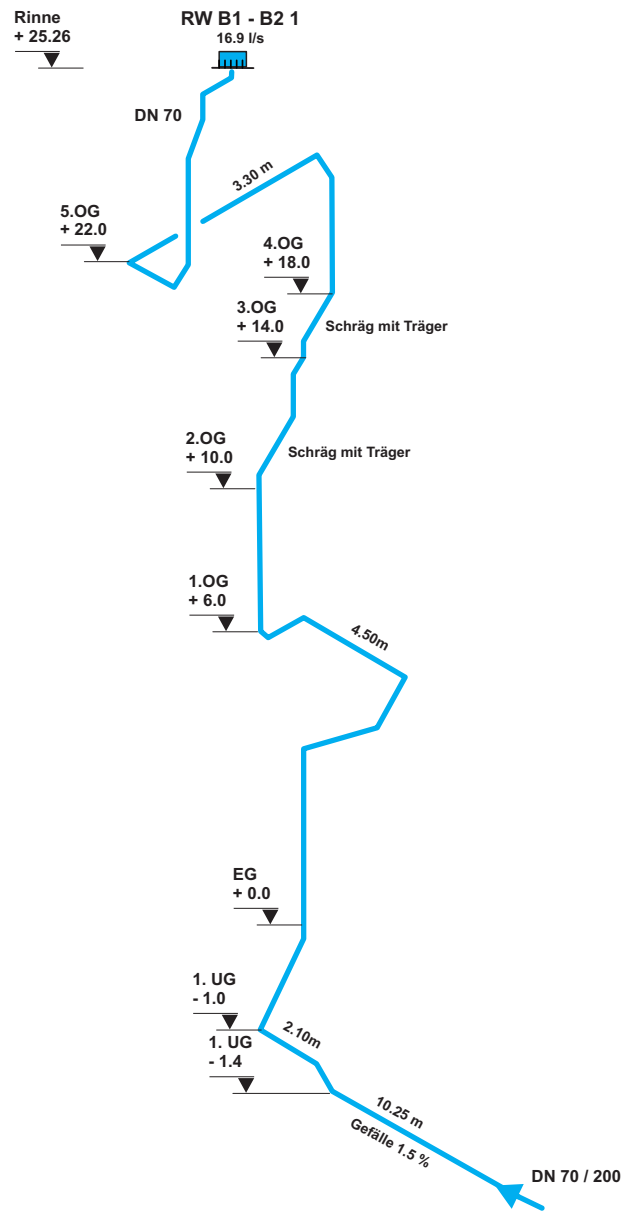 Rinne
+ 25.26
RW B1 - B2 1
16.9 l/s
DN 70
3.30 m
5.OG
+ 22.0
4.OG
+ 18.0
3.OG
+ 14.0
Schräg mit Träger
2.OG
+ 10.0
Schräg mit Träger
1.OG
+ 6.0
4.50m
EG
+ 0.0
1. UG
- 1.0
2.10m
1. UG
- 1.4
10.25 m
Gefälle 1.5 %
DN 70 / 200